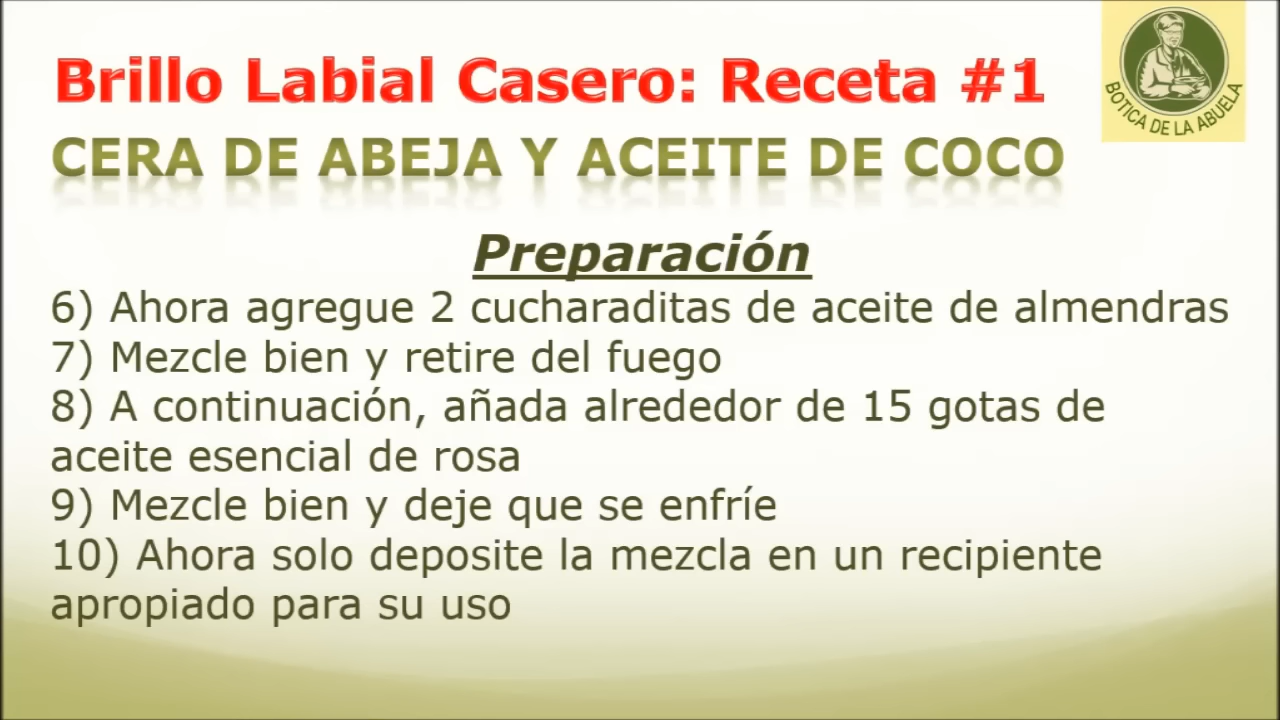 Brillo Labial Casero: Receta #1
CERA DE ABEJA Y ACEITE DE COCO
BOTICA DE LA ABUELA
Preparación
6) Ahora agregue 2 cucharaditas de aceite de almendras
7) Mezcle bien y retire del fuego
8) A continuación, añada alrededor de 15 gotas de
aceite esencial de rosa
9) Mezcle bien y deje que se enfríe
10) Ahora solo deposite la mezcla en un recipiente
apropiado para su uso